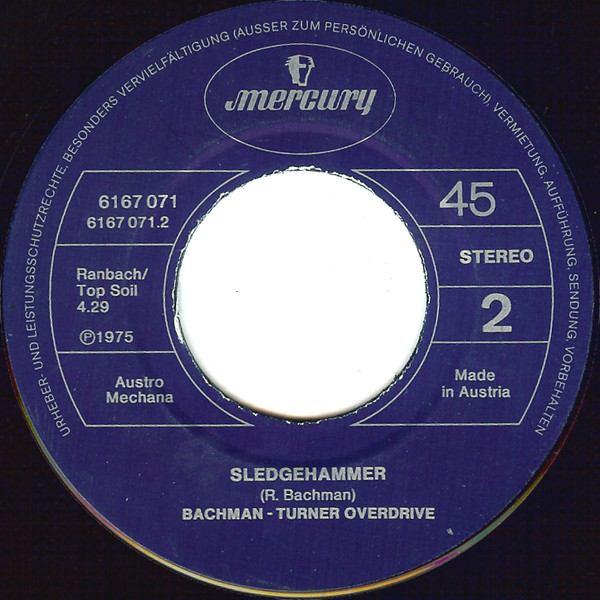 URHEBER- UND LEISTUNGSSCHUTZRECHTE, BESONDERS VERVIELFÄLTIGUNG (AUSSER ZUM PERSÖNLICHEN GEBRAUCH), VERMIETUNG, AUFFÜHRUNG, SENDUNG, VORBEHALTEN
mercury
6167 071
6167 071.2
45
STEREO
Ranbach/
Top Soil
4.29
2
Ⓟ1975
Austro
Mechana
Made
in Austria
SLEDGEHAMMER
(R. Bachman)
BACHMAN - TURNER OVERDRIVE